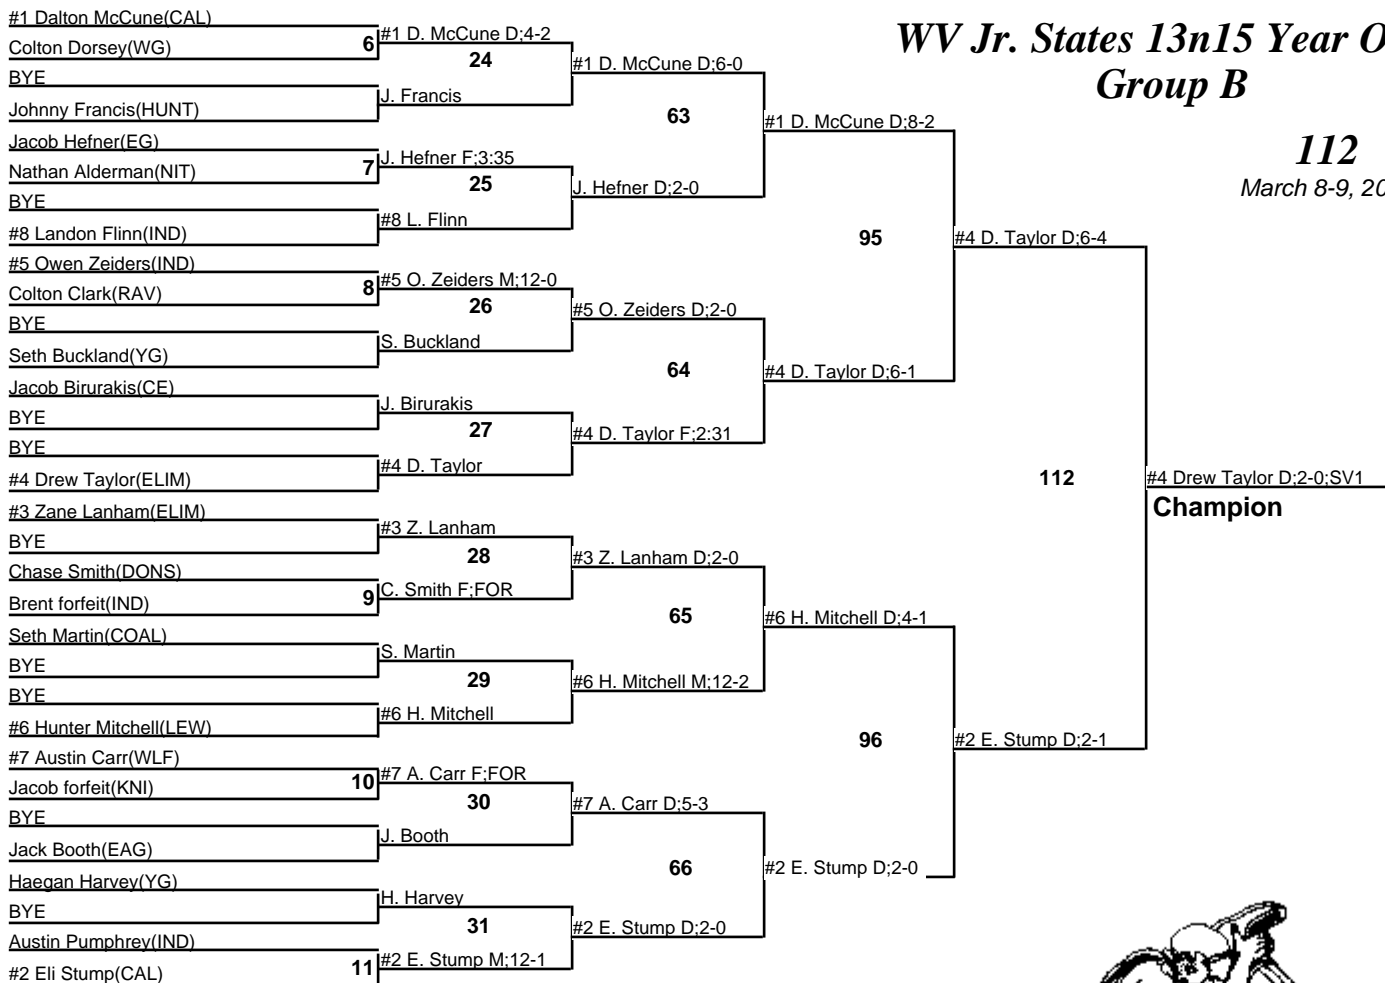 WV Jr. States 13n15 Year O
Group B
112
March 8-9, 20
#1 Dalton McCune(CAL)
Colton Dorsey(WG)
BYE
Johnny Francis(HUNT)
Jacob Hefner(EG)
Nathan Alderman(NIT)
BYE
#8 Landon Flinn(IND)
#5 Owen Zeiders(IND)
Colton Clark(RAV)
BYE
Seth Buckland(YG)
Jacob Birurakis(CE)
BYE
BYE
#4 Drew Taylor(ELIM)
#3 Zane Lanham(ELIM)
BYE
Chase Smith(DONS)
Brent forfeit(IND)
Seth Martin(COAL)
BYE
BYE
#6 Hunter Mitchell(LEW)
#7 Austin Carr(WLF)
Jacob forfeit(KNI)
BYE
Jack Booth(EAG)
Haegan Harvey(YG)
BYE
Austin Pumphrey(IND)
#2 Eli Stump(CAL)
6
7
8
9
10
11
#1 D. McCune D;4-2
24
J. Francis
J. Hefner F;3:35
25
#8 L. Flinn
#5 O. Zeiders M;12-0
26
S. Buckland
J. Birurakis
27
#4 D. Taylor
#3 Z. Lanham
28
C. Smith F;FOR
S. Martin
29
#6 H. Mitchell
#7 A. Carr F;FOR
30
J. Booth
H. Harvey
31
#2 E. Stump M;12-1
#1 D. McCune D;6-0
63
J. Hefner D;2-0
#5 O. Zeiders D;2-0
64
#4 D. Taylor F;2:31
#3 Z. Lanham D;2-0
65
#6 H. Mitchell M;12-2
#7 A. Carr D;5-3
66
#2 E. Stump D;2-0
#1 D. McCune D;8-2
95
#4 D. Taylor D;6-1
#6 H. Mitchell D;4-1
96
#2 E. Stump D;2-0
#4 D. Taylor D;6-4
112
#2 E. Stump D;2-1
#4 Drew Taylor D;2-0;SV1
Champion